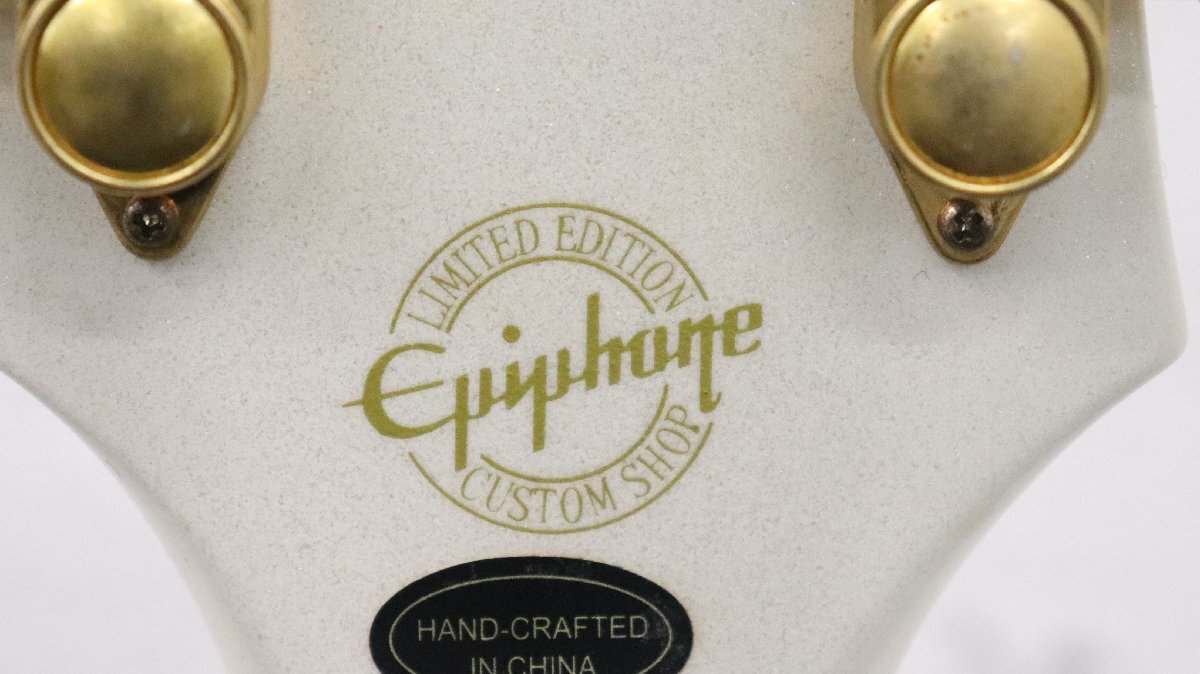 LIMITED EDITION
Epiphone
CUSTOM SHOP
HAND-CRAFTED
IN CHINA